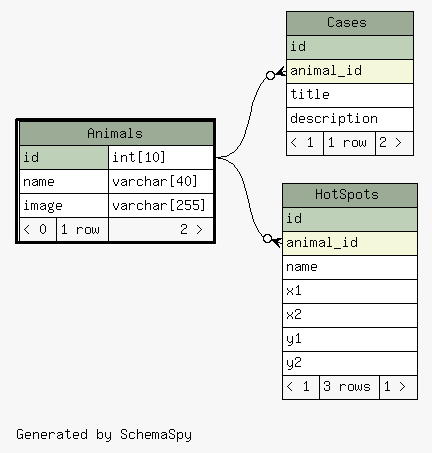 Cases
id
animal_id
title
description
< 1 1 row 2 >
Animals
id int[10]
name varchar[40]
image varchar[255]
< 0 1 row 2 >
HotSpots
id
animal_id
name
x1
x2
y1
y2
< 1 3 rows 1 >
Generated by SchemaSpy